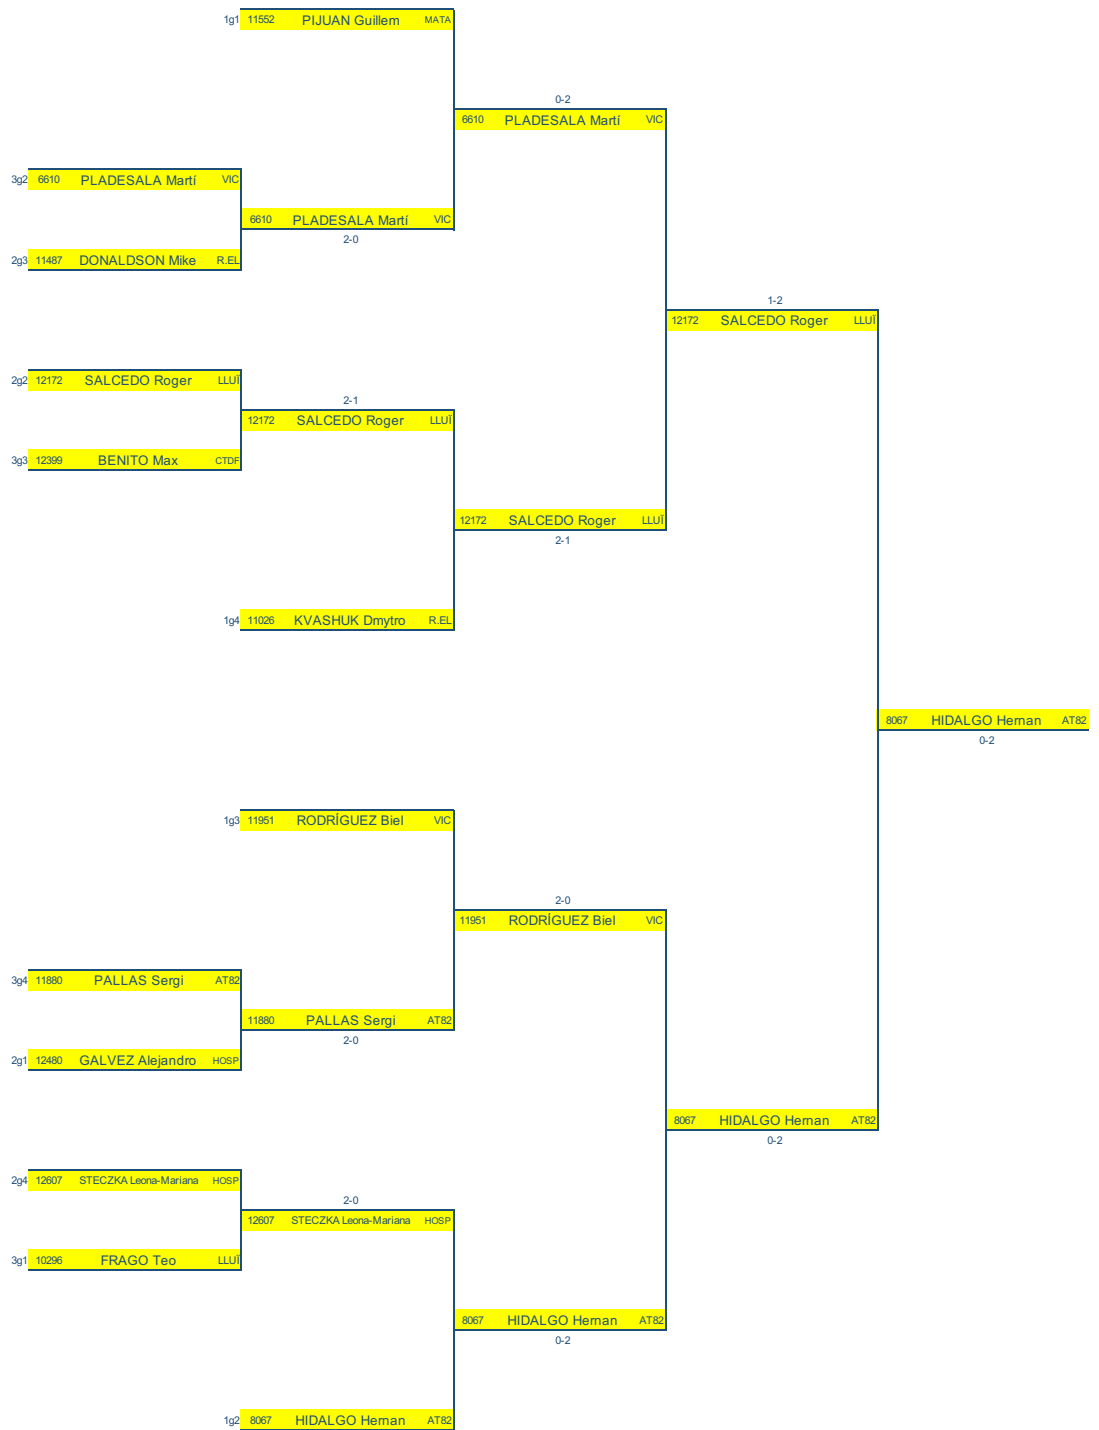 1g1 11552 PIJUAN Guillem MATA
0-2
6610 PLADESALA Martí VIC
3g2 6610 PLADESALA Martí VIC
6610 PLADESALA Martí VIC
2-0
2g3 11487 DONALDSON Mike R.EL
1-2
12172 SALCEDO Roger LLUÏ
2g2 12172 SALCEDO Roger LLUÏ
2-1
12172 SALCEDO Roger LLUÏ
3g3 12399 BENITO Max CTDF
12172 SALCEDO Roger LLUÏ
2-1
1g4 11026 KVASHUK Dmytro R.EL
8067 HIDALGO Hernan AT82
0-2
1g3 11951 RODRÍGUEZ Biel VIC
2-0
11951 RODRÍGUEZ Biel VIC
3g4 11880 PALLAS Sergi AT82
11880 PALLAS Sergi AT82
2-0
2g1 12480 GALVEZ Alejandro HOSP
8067 HIDALGO Hernan AT82
0-2
2g4 12607 STECZKA Leona-Mariana HOSP
2-0
12607 STECZKA Leona-Mariana HOSP
3g1 10296 FRAGO Teo LLUÏ
8067 HIDALGO Hernan AT82
0-2
1g2 8067 HIDALGO Hernan AT82